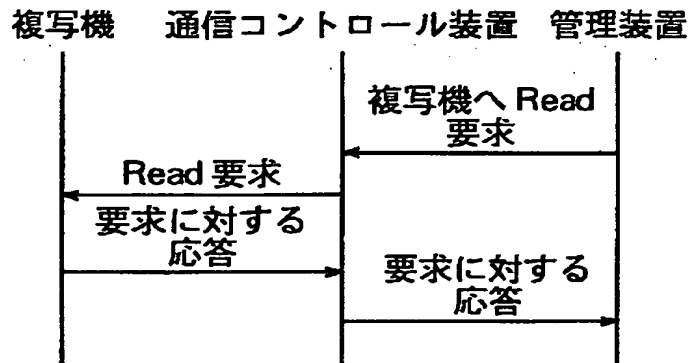 複写機 通信コントロール装置 管理装置
複写機へ Read
要求
Read 要求
要求に対する
応答
要求に対する
応答